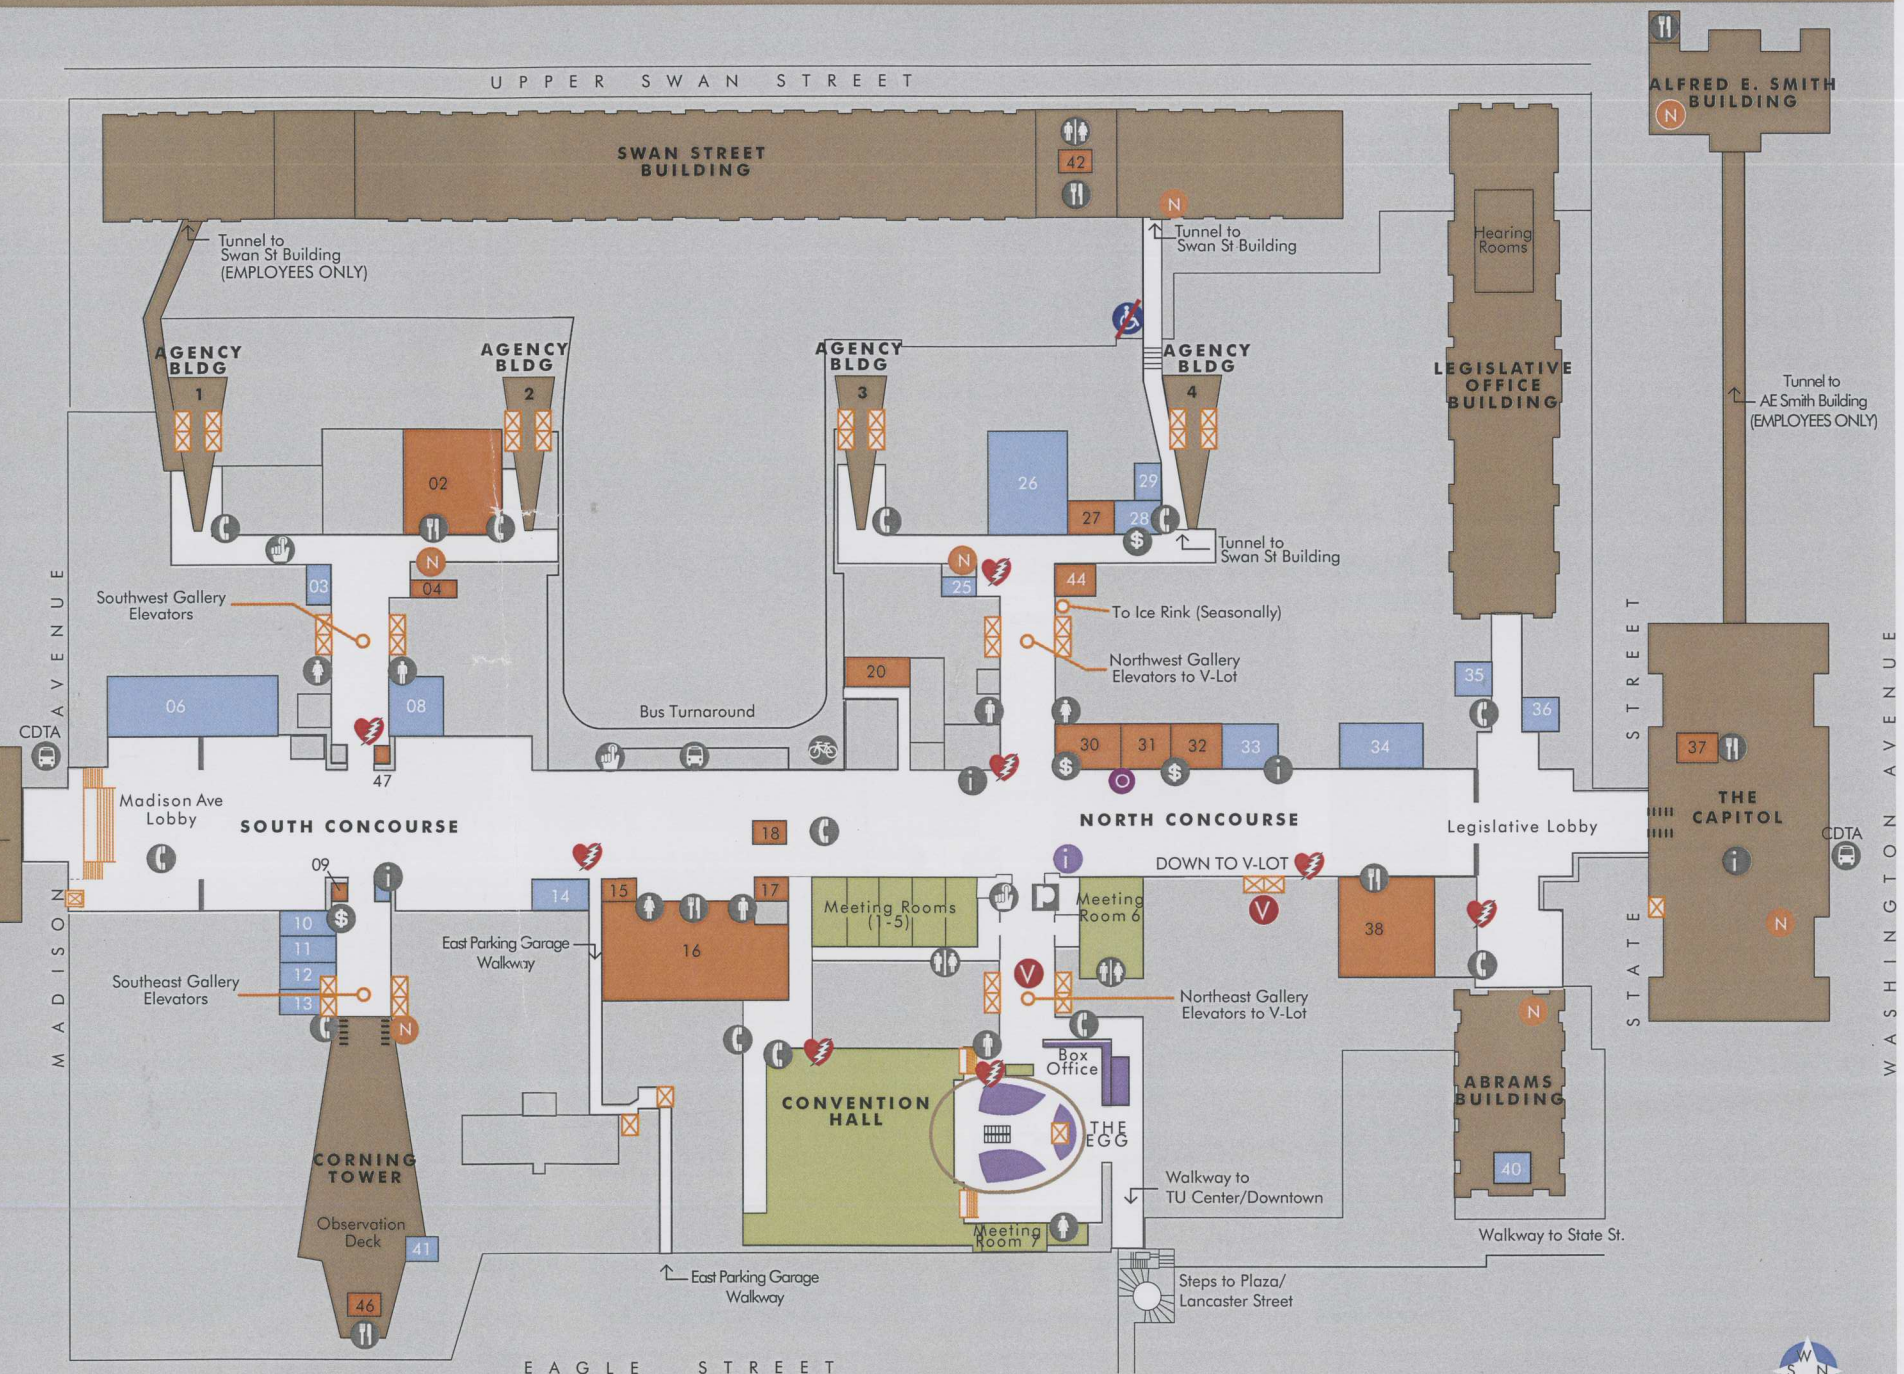 UPPER SWAN STREET
ALFRED E. SMITH
BUILDING
N
SWAN STREET
BUILDING
42
N
Tunnel to
Swan St Building
(EMPLOYEES ONLY)
Tunnel to
Swan St Building
Hearing
Rooms
AGENCY
BLDG
1
AGENCY
BLDG
2
AGENCY
BLDG
3
AGENCY
BLDG
4
LEGISLATIVE
OFFICE
BUILDING
Tunnel to
AE Smith Building
(EMPLOYEES ONLY)
02
26
29
27
28
$
Tunnel to
Swan St Building
N
N
03
04
25
44
Southwest Gallery
Elevators
To Ice Rink (Seasonally)
Northwest Gallery
Elevators to V-Lot
20
06
08
35
36
Bus Turnaround
CDTA
MADISON AVENUE
47
30
31
32
33
34
$
$
i
i
O
37
THE
CAPITOL
Madison Ave
Lobby
SOUTH CONCOURSE
18
NORTH CONCOURSE
Legislative Lobby
CDTA
i
STATE STREET
WASHINGTON AVENUE
09
i
i
DOWN TO V-LOT
14
15
17
Meeting Rooms
(1-5)
P
Meeting
Room 6
V
38
N
10
$
11
12
13
East Parking Garage
Walkway
16
Southeast Gallery
Elevators
V
Northeast Gallery
Elevators to V-Lot
N
N
Box
Office
CONVENTION
HALL
THE
EGG
ABRAMS
BUILDING
40
CORNING
TOWER
Observation
Deck
41
46
Walkway to
TU Center/Downtown
Meeting
Room 7
Walkway to State St.
East Parking Garage
Walkway
Steps to Plaza/
Lancaster Street
EAGLE STREET
W
S N